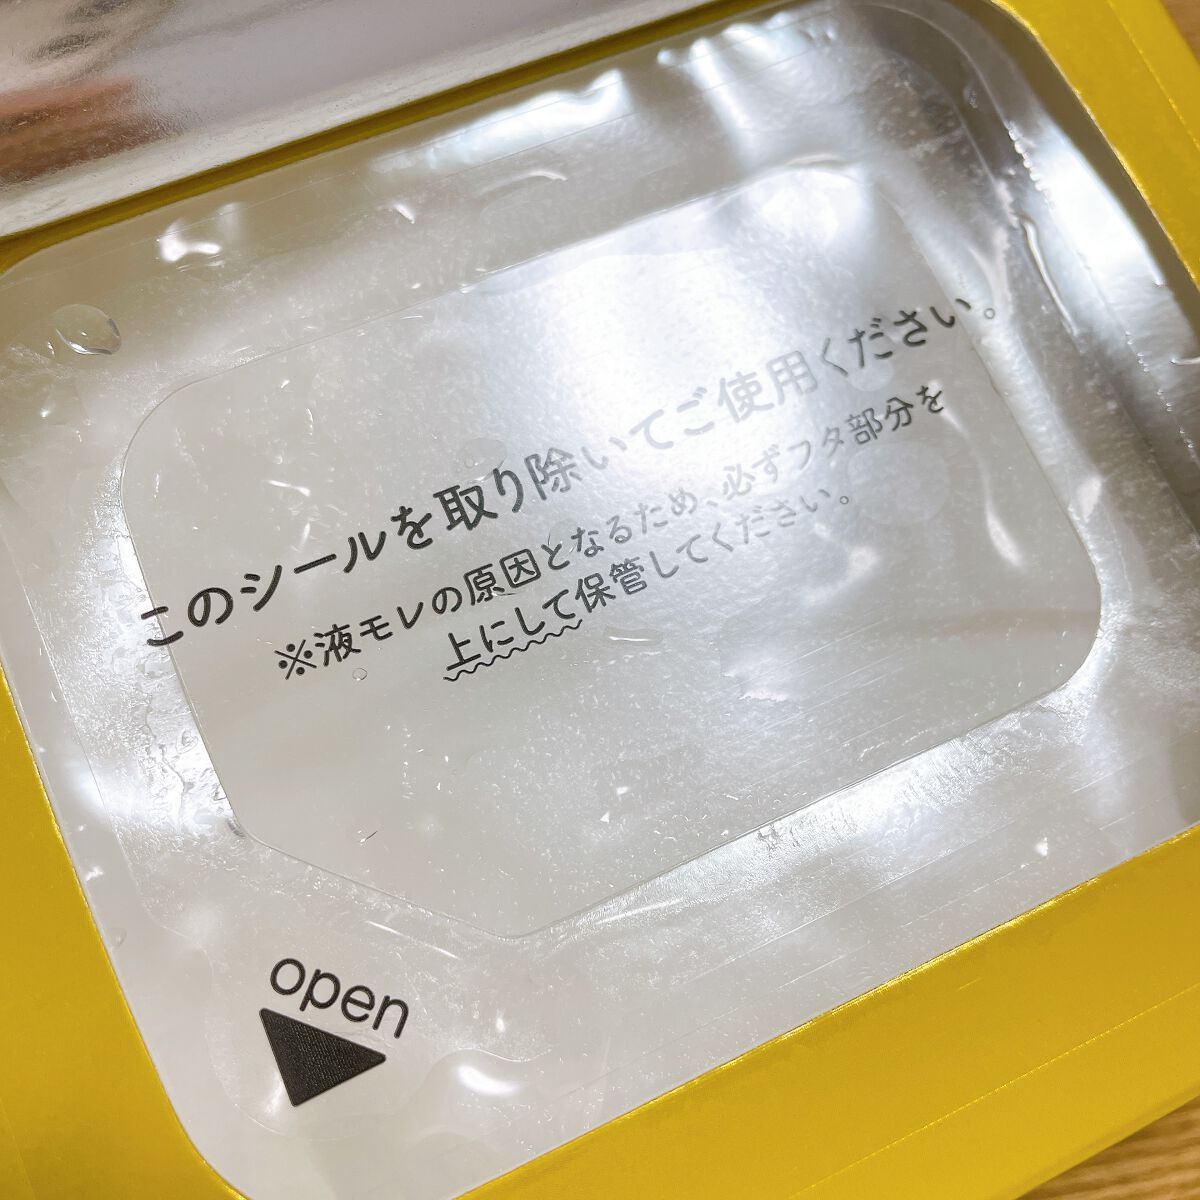 このシールを取り除いてご使用ください。
※液モレの原因となるため、必ずフタ部分を
上にして保管してください。
open